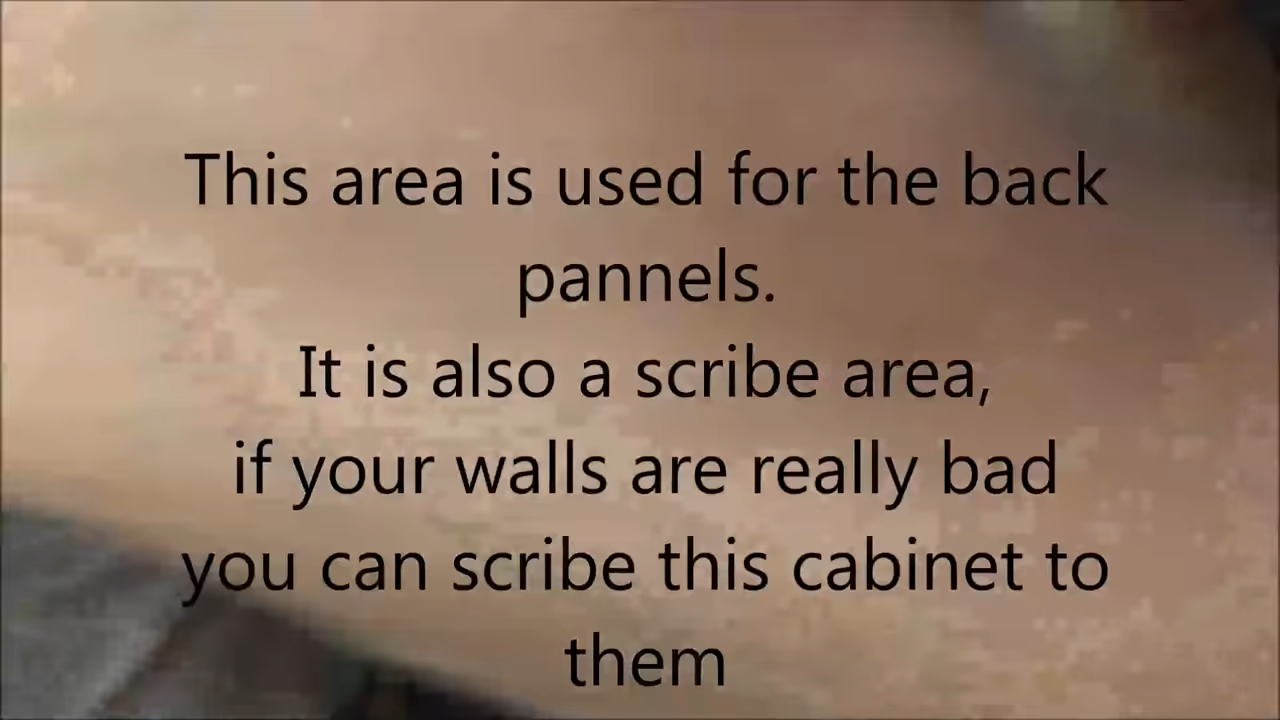 This area is used for the back
pannels.
It is also a scribe area,
if your walls are really bad
you can scribe this cabinet to
them